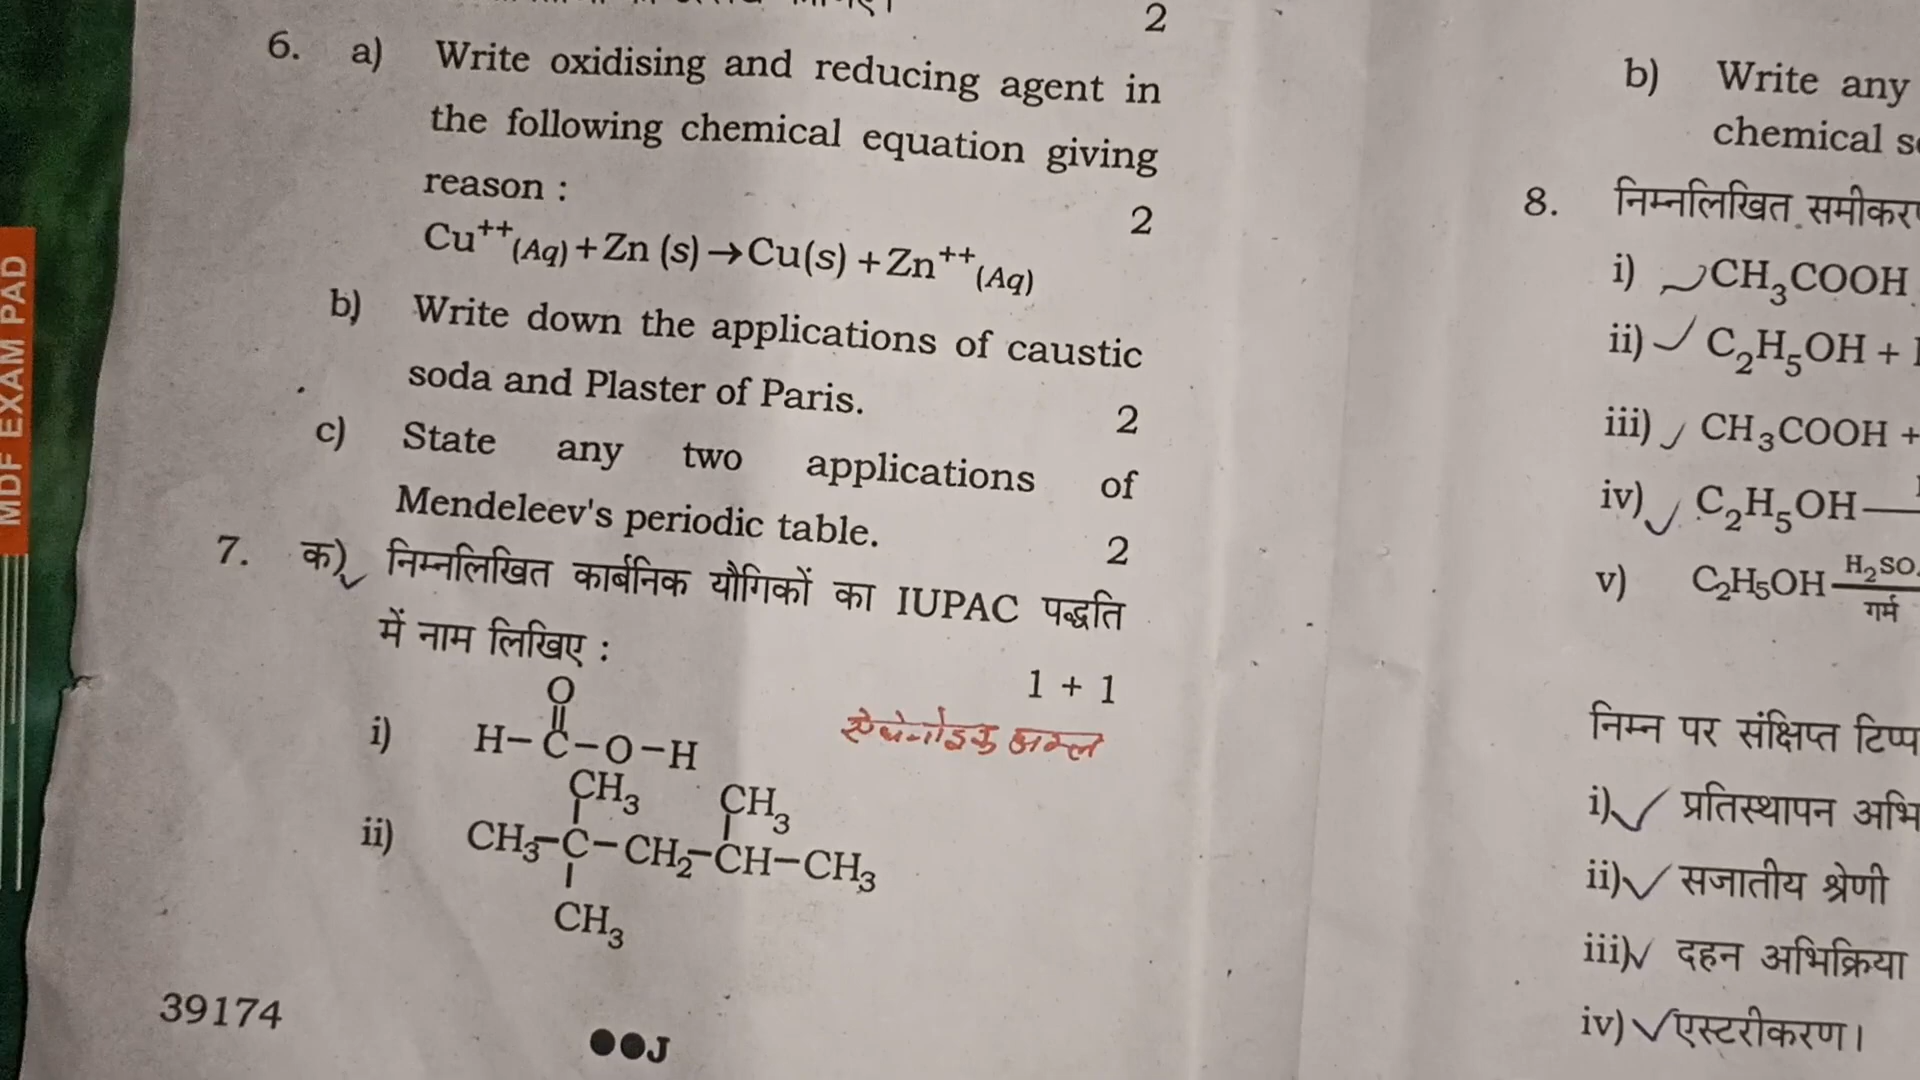 2
6. a) Write oxidising and reducing agent in
the following chemical equation giving
reason :
2
Cu++(Aq) + Zn (s) → Cu(s) + Zn++(Aq)
b) Write down the applications of caustic
soda and Plaster of Paris.
2
c) State any two applications of
Mendeleev's periodic table.
2
7. क) निम्नलिखित कार्बनिक यौगिकों का IUPAC पद्धति
में नाम लिखिए :
1 + 1
O
i) H-C-O-H
अम्ल
CH3 CH3
ii) CH3-C-CH2-CH-CH3
CH3
39174
J
b) Write any
chemical
8. निम्नलिखित
i) CH3COOH
ii) C2H5OH +
iii) CH3COOH +
iv) C2H5OH
v) C2H5OH H2SO
गर्म
निम्न पर संक्षिप्त
i) प्रतिस्थापन
ii) सजातीय श्रेणी
iii) दहन अभिक्रिया
iv) एस्टरीकरण।
MDF EXAM PAD